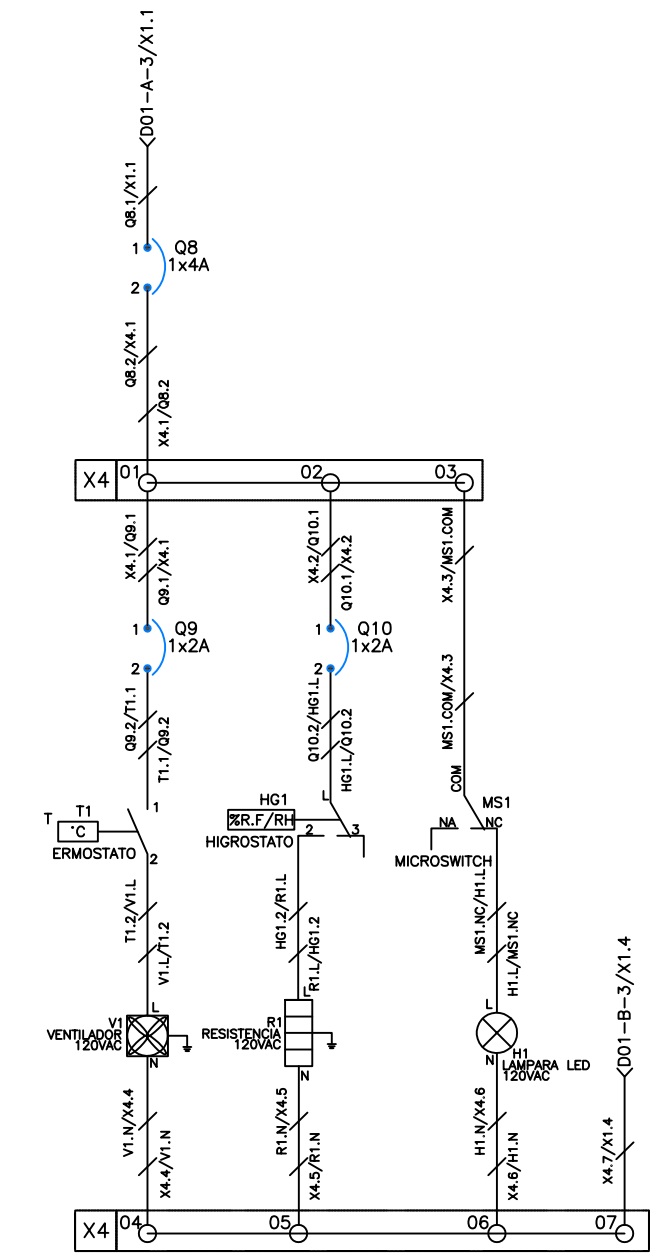 D01-A-3/X1.1
Q8.1/X1.1
1
Q8
1x4A
2
Q8.2/X4.1
X4.1/Q8.2
X4
01
02
03
X4.1/Q9.1
Q9.1/X4.1
X4.2/Q10.1
Q10.1/X4.2
X4.3/MS1.COM
1
Q9
1x2A
2
1
Q10
1x2A
2
Q9.2/T1.1
T1.1/Q9.2
Q10.2/HG1.L
HG1.L/Q10.2
MS1.COM/X4.3
T
T1
°C
ERMOSTATO
1
2
HG1
%R.F/RH
HIGROSTATO
L
2
3
COM
MS1
NA
NC
MICROSWITCH
T1.2/V1.L
V1.L/T1.2
HG1.2/R1.L
R1.L/HG1.2
MS1.NC/H1.L
H1.L/MS1.NC
D01-B-3/X1.4
L
V1
VENTILADOR
120VAC
N
L
R1
RESISTENCIA
120VAC
N
L
N
H1
LAMPARA LED
120VAC
V1.N/X4.4
X4.4/V1.N
R1.N/X4.5
X4.5/R1.N
H1.N/X4.6
X4.6/H1.N
X4.7/X1.4
X4
04
05
06
07